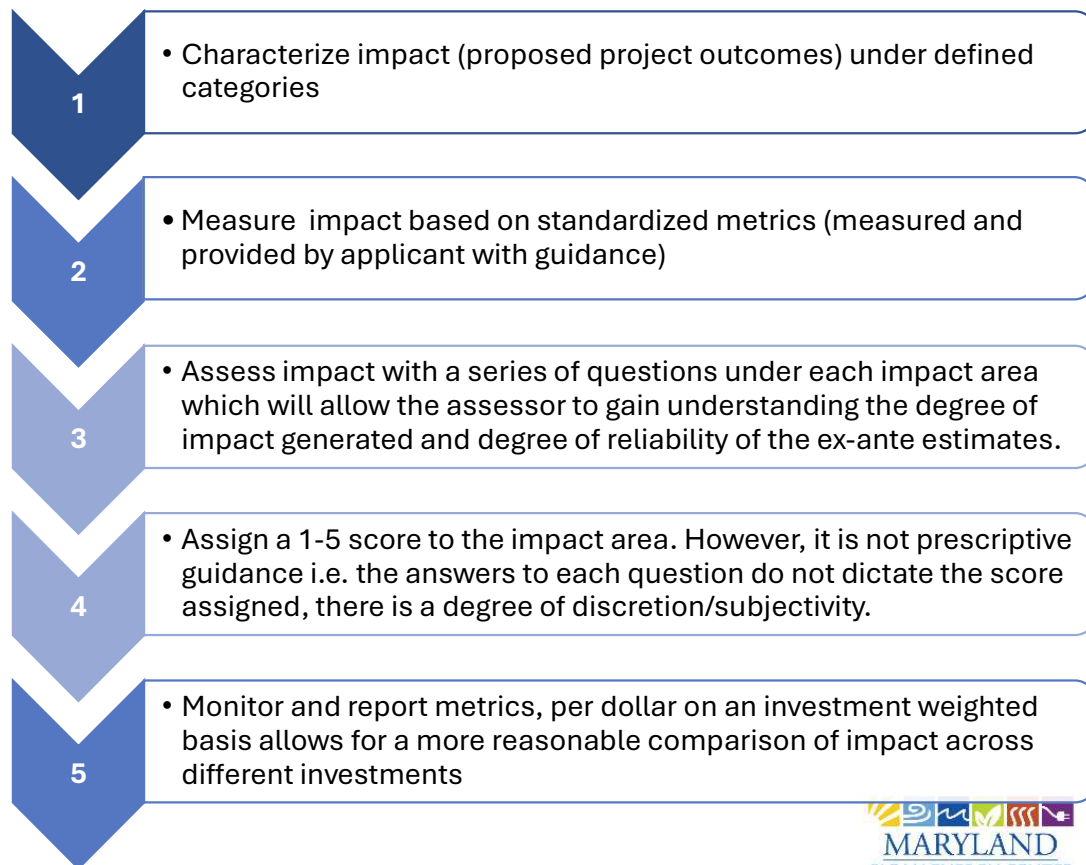 1
• Characterize impact (proposed project outcomes) under defined
categories
2
• Measure impact based on standardized metrics (measured and
provided by applicant with guidance)
3
• Assess impact with a series of questions under each impact area
which will allow the assessor to gain understanding the degree of
impact generated and degree of reliability of the ex-ante estimates.
4
• Assign a 1-5 score to the impact area. However, it is not prescriptive
guidance i.e. the answers to each question do not dictate the score
assigned, there is a degree of discretion/subjectivity.
5
• Monitor and report metrics, per dollar on an investment weighted
basis allows for a more reasonable comparison of impact across
different investments
MARYLAND